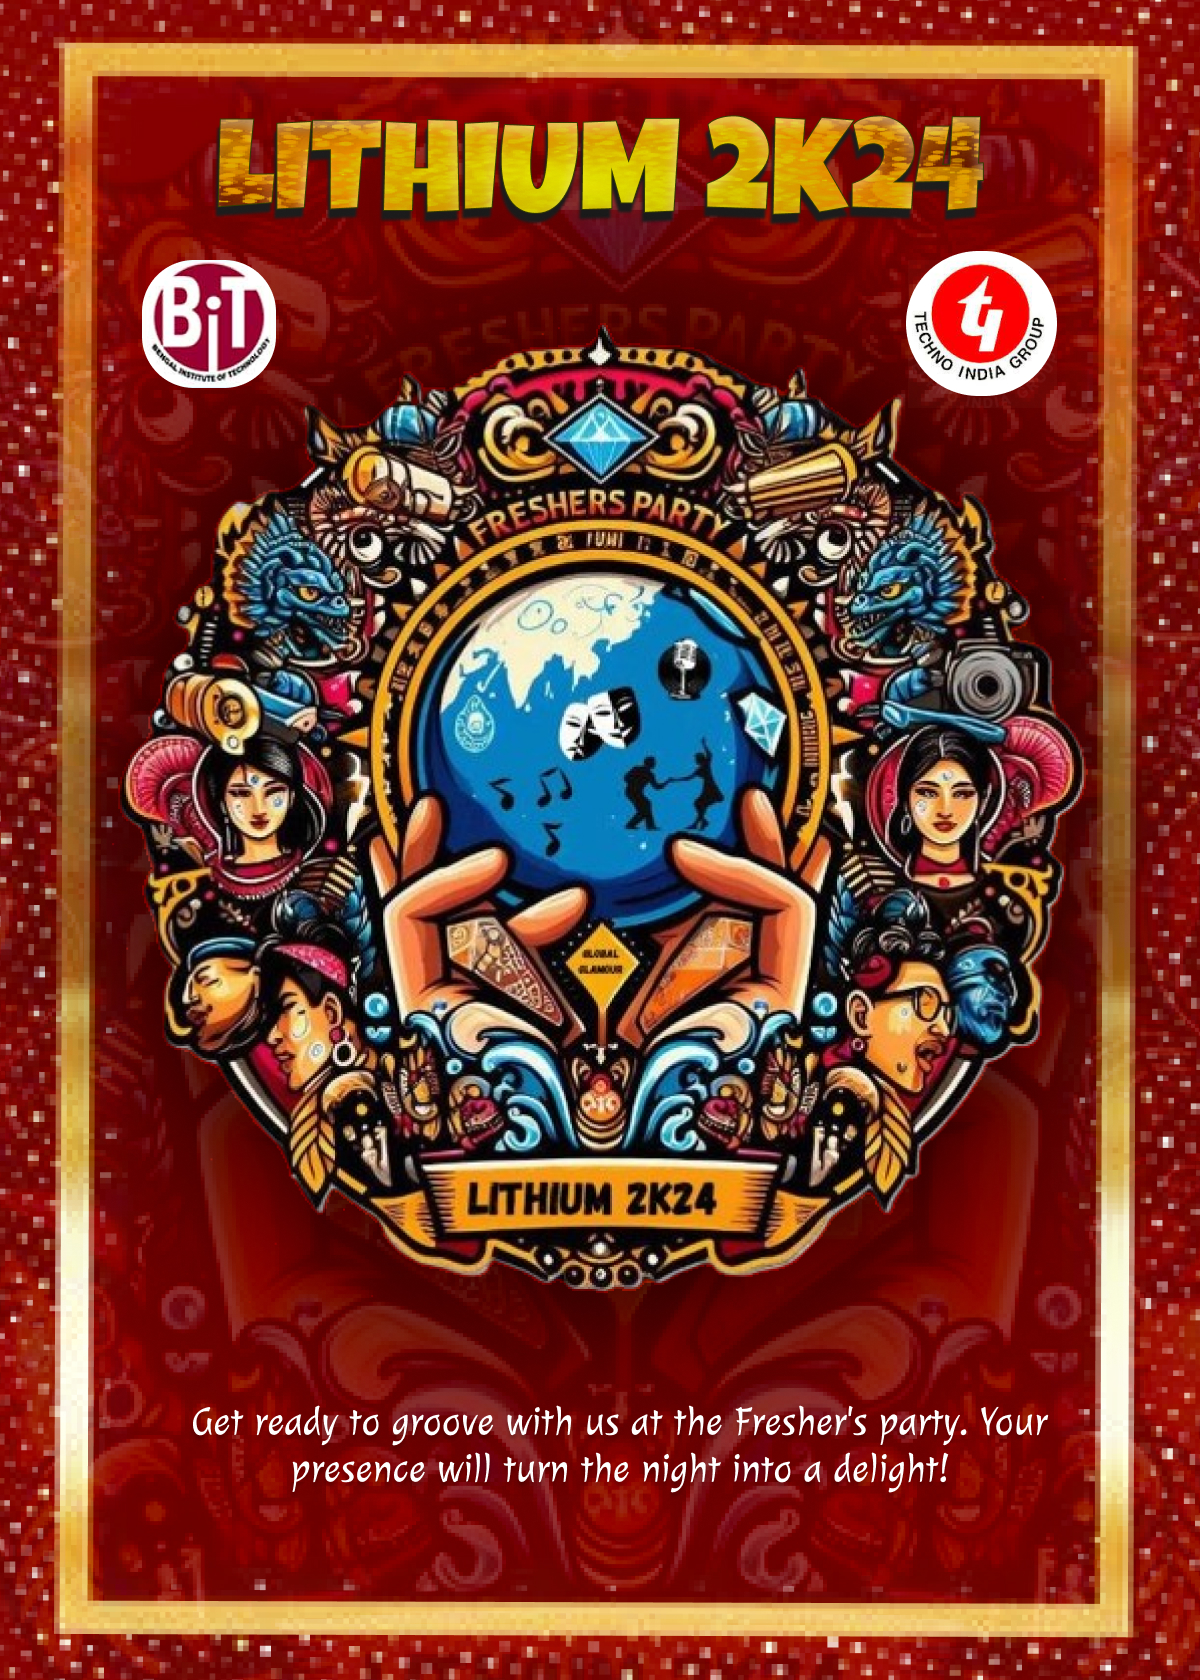 LITHIUM 2K24
BiT
BENGAL INSTITUTE OF TECHNOLOGY
TECHNO INDIA GROUP
FRESHERS PARTY
GLOBAL
GLAMOUR
LITHIUM 2K24
Get ready to groove with us at the Fresher's party. Your
presence will turn the night into a delight!